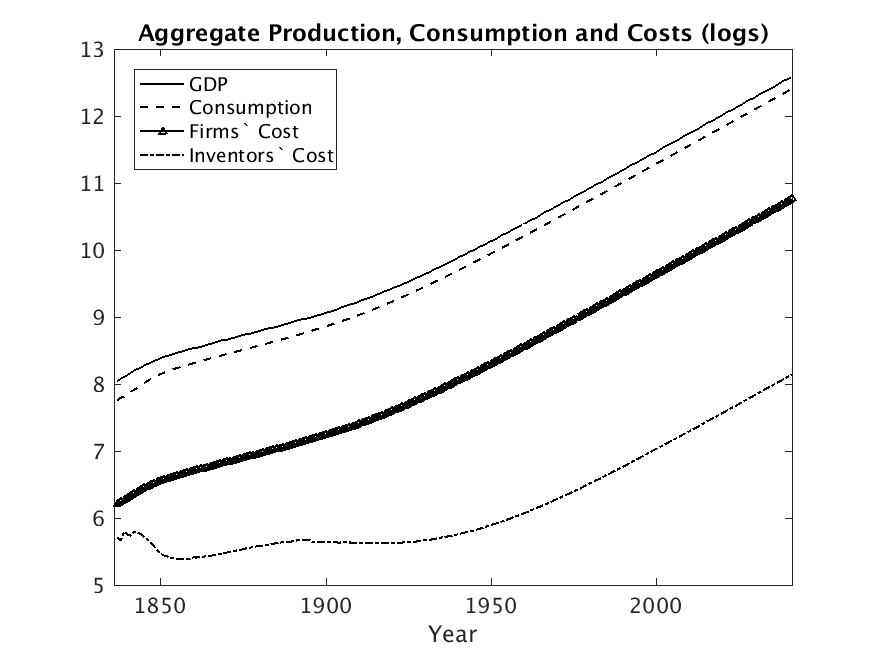 Aggregate Production, Consumption and Costs (logs)
13
12
11
10
9
8
7
6
5
GDP
Consumption
Firms` Cost
Inventors` Cost
1850
1900
1950
2000
Year